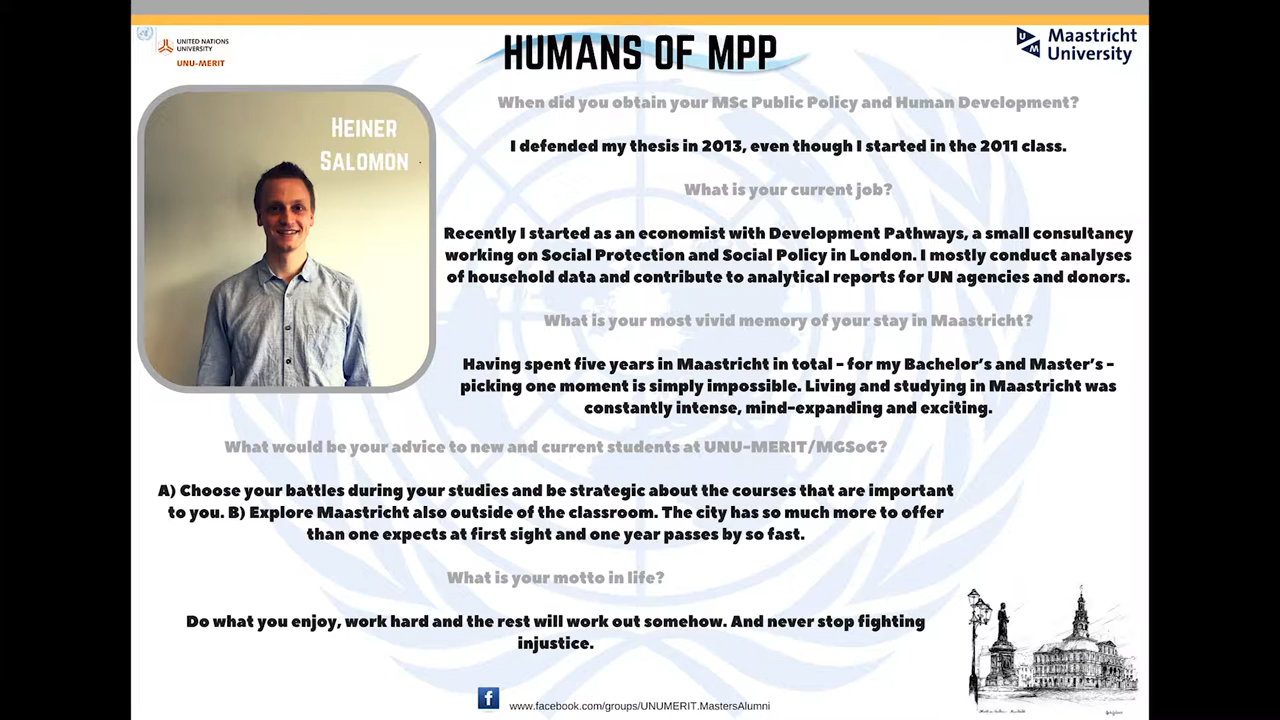 UNITED NATIONS
UNIVERSITY
UNU-MERIT
HUMANS OF MPP
Maastricht
University
UM
HEINER
SALOMON
When did you obtain your MSc Public Policy and Human Development?
I defended my thesis in 2013, even though I started in the 2011 class.
What is your current job?
Recently I started as an economist with Development Pathways, a small consultancy
working on Social Protection and Social Policy in London. I mostly conduct analyses
of household data and contribute to analytical reports for UN agencies and donors.
What is your most vivid memory of your stay in Maastricht?
Having spent five years in Maastricht in total - for my Bachelor's and Master's -
picking one moment is simply impossible. Living and studying in Maastricht was
constantly intense, mind-expanding and exciting.
What would be your advice to new and current students at UNU-MERIT/MGSoG?
A) Choose your battles during your studies and be strategic about the courses that are important
to you. B) Explore Maastricht also outside of the classroom. The city has so much more to offer
than one expects at first sight and one year passes by so fast.
What is your motto in life?
Do what you enjoy, work hard and the rest will work out somehow. And never stop fighting
injustice.
f
www.facebook.com/groups/UNUMERIT.MastersAlumni